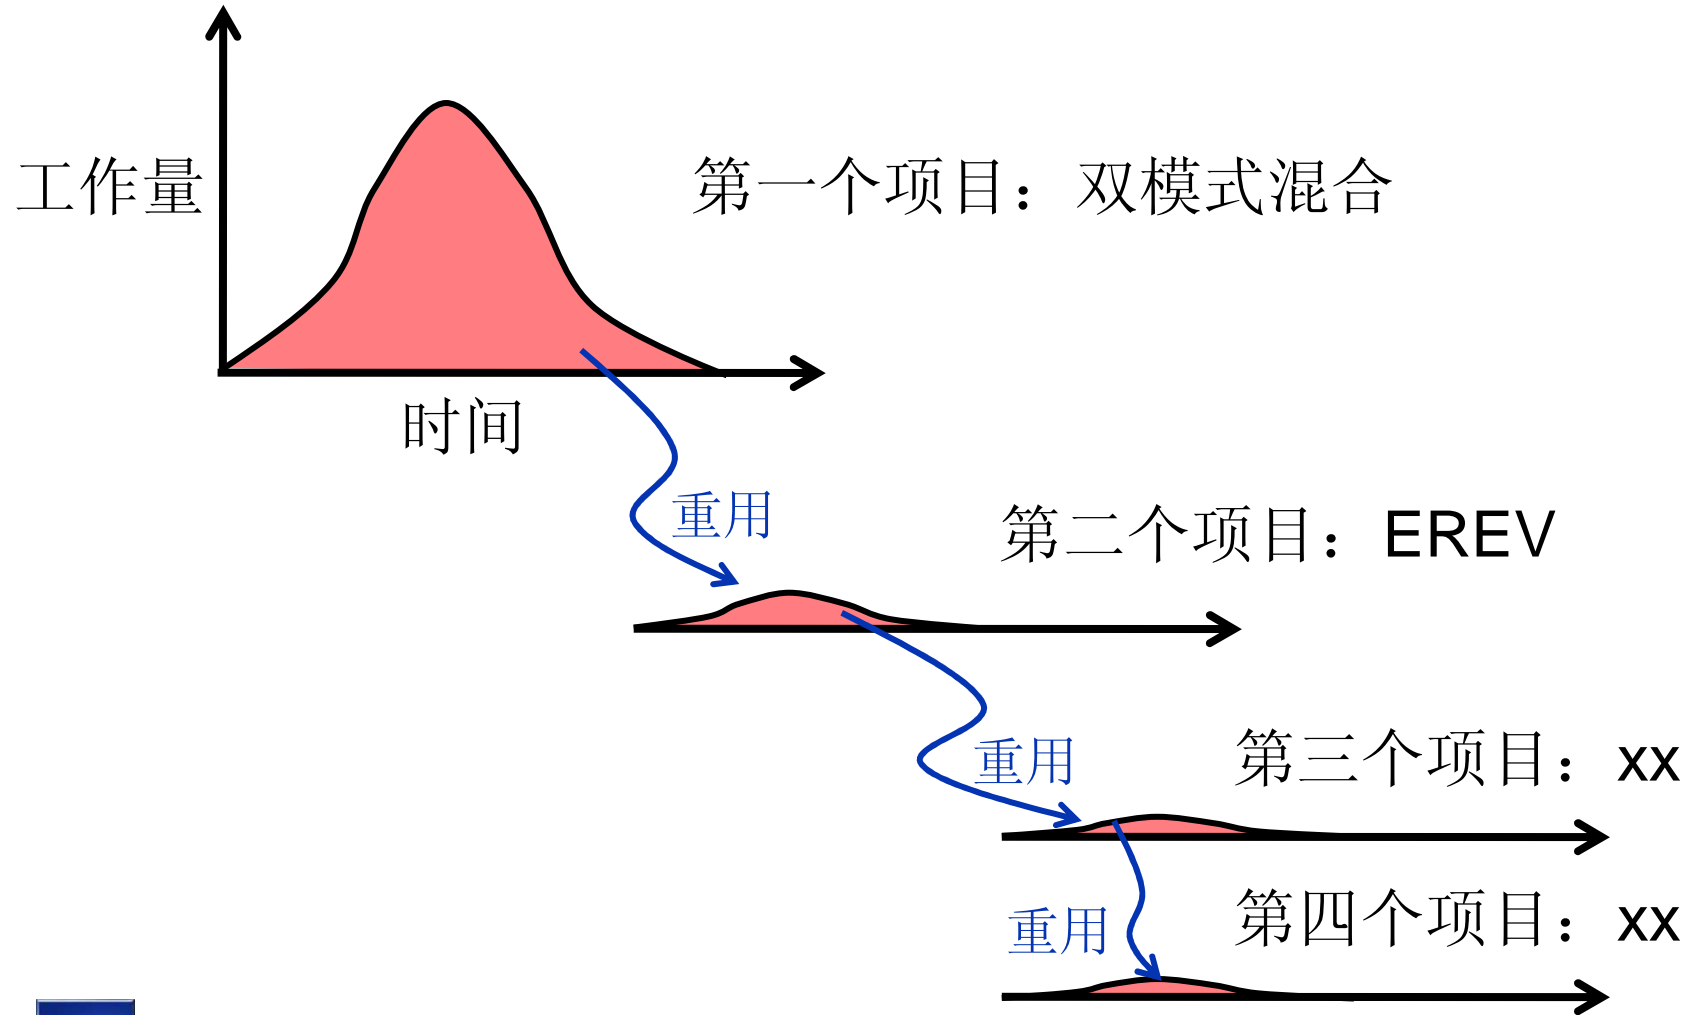 工作量
第一个项目：双模式混合
时间
重用
第二个项目：EREV
重用
第三个项目：xx
重用
第四个项目：xx